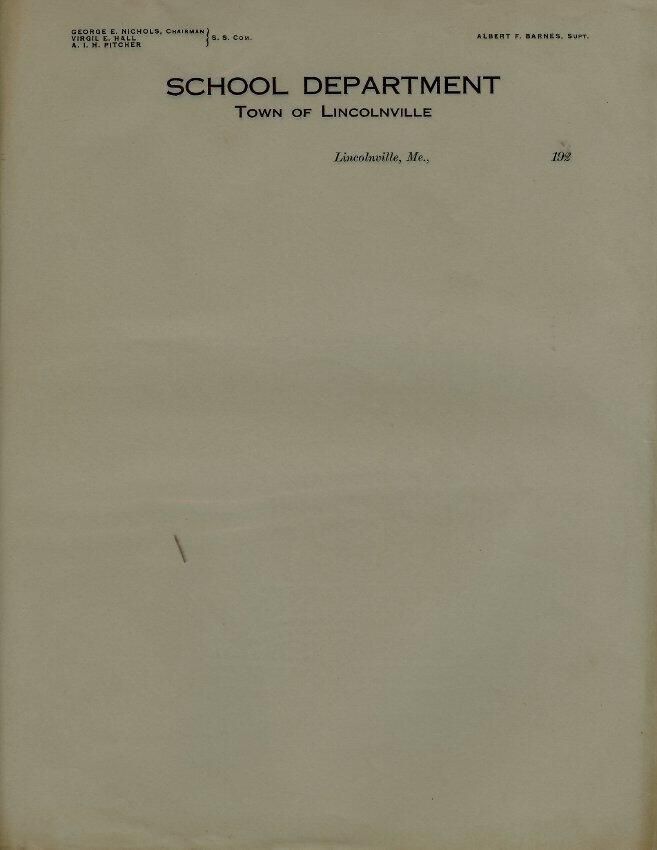 GEORGE E. NICHOLS, CHAIRMAN
VIRGIL E. HALL
A. I. H. PITCHER
S. S. COM.
ALBERT F. BARNES, SUPT.
SCHOOL DEPARTMENT
TOWN OF LINCOLNVILLE
Lincolnville, Me., 192